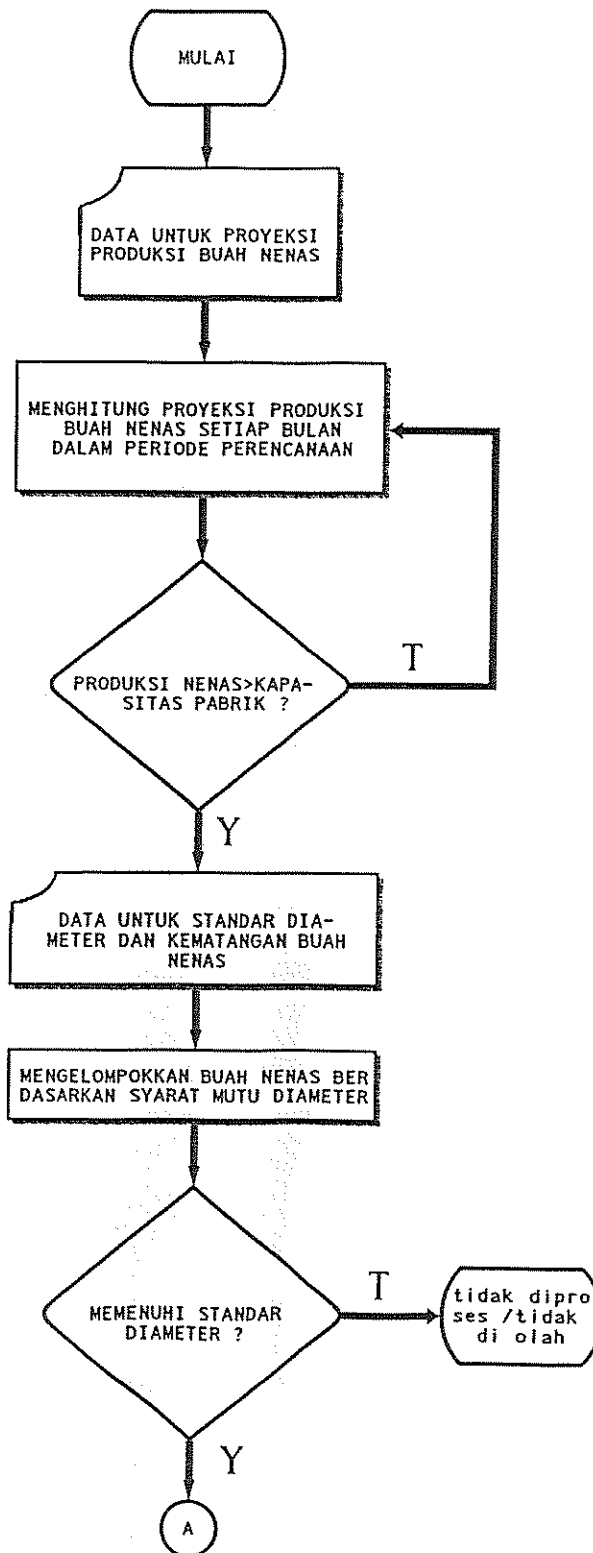 MULAI
DATA UNTUK PROYEKSI
PRODUKSI BUAH NENAS
MENGHITUNG PROYEKSI PRODUKSI
BUAH NENAS SETIAP BULAN
DALAM PERIODE PERENCANAAN
T
PRODUKSI NENAS>KAPA-
SITAS PABRIK ?
Y
DATA UNTUK STANDAR DIA-
METER DAN KEMATANGAN BUAH
NENAS
MENGELOMPOKKAN BUAH NENAS BER
DASARKAN SYARAT MUTU DIAMETER
T
MEMENUHI STANDAR
DIAMETER ?
tidak dipro
ses /tidak
di olah
Y
A